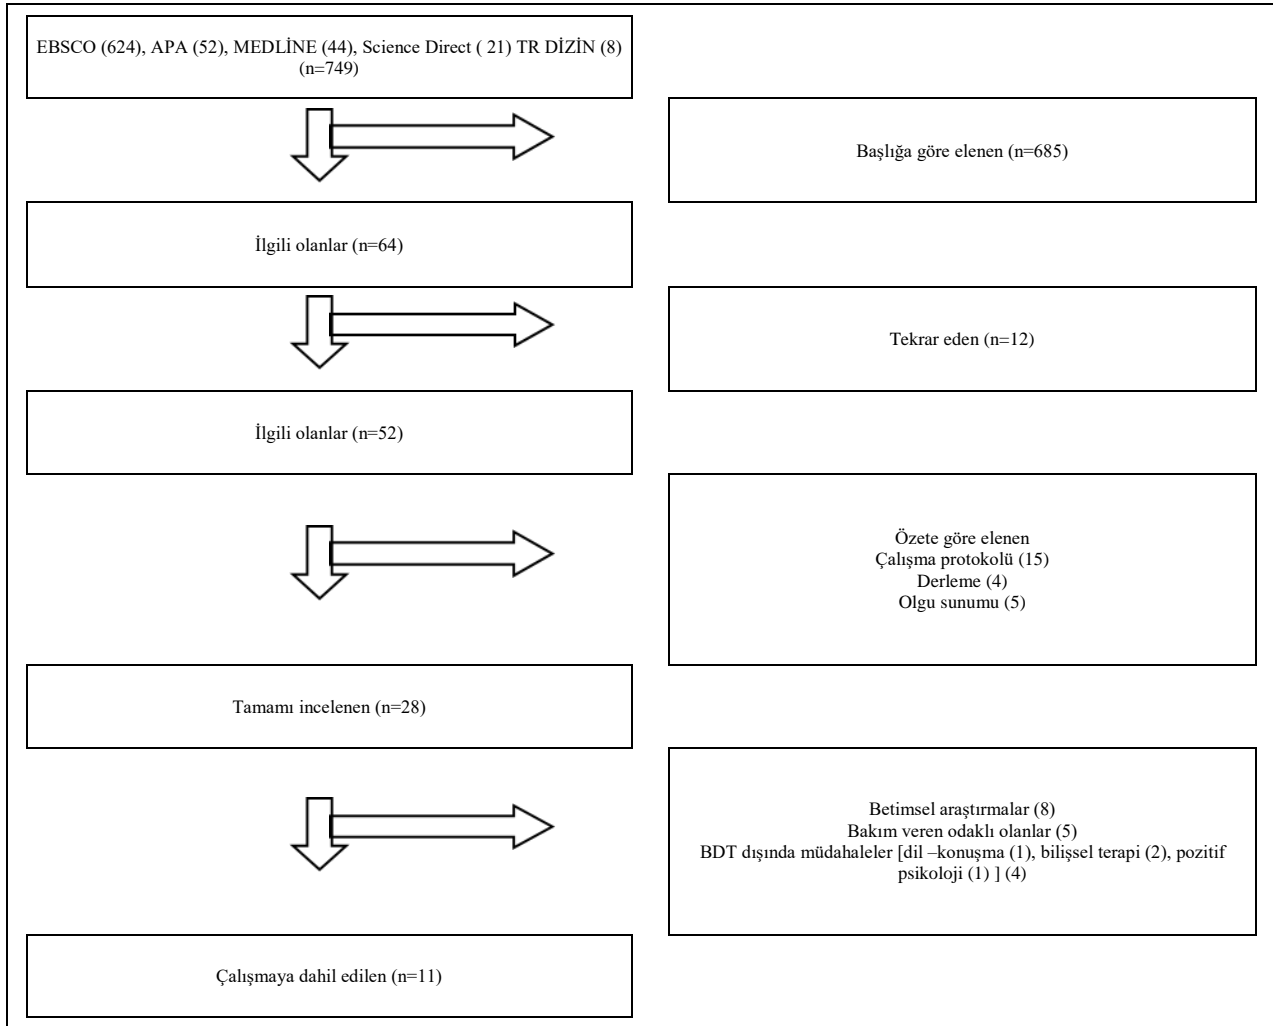 EBSCO (624), APA (52), MEDLİNE (44), Science Direct ( 21) TR DİZİN (8)
(n=749)
Başlığa göre elenen (n=685)
İlgili olanlar (n=64)
Tekrar eden (n=12)
İlgili olanlar (n=52)
Özete göre elenen
Çalışma protokolü (15)
Derleme (4)
Olgu sunumu (5)
Tamamı incelenen (n=28)
Betimsel araştırmalar (8)
Bakım veren odaklı olanlar (5)
BDT dışında müdahaleler [dil –konuşma (1), bilişsel terapi (2), pozitif
psikoloji (1) ] (4)
Çalışmaya dahil edilen (n=11)